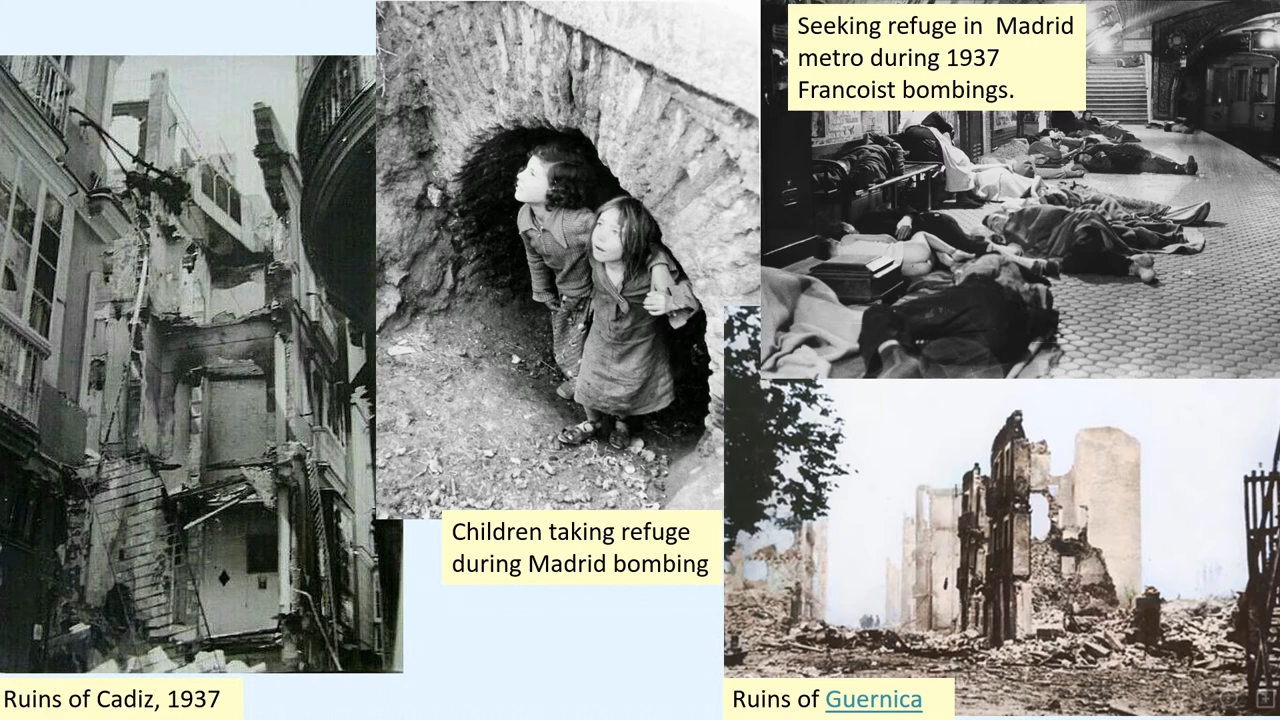 Seeking refuge in  Madrid
metro during 1937
Francoist bombings.
Children taking refuge
during Madrid bombing
Ruins of Cadiz, 1937
Ruins of Guernica